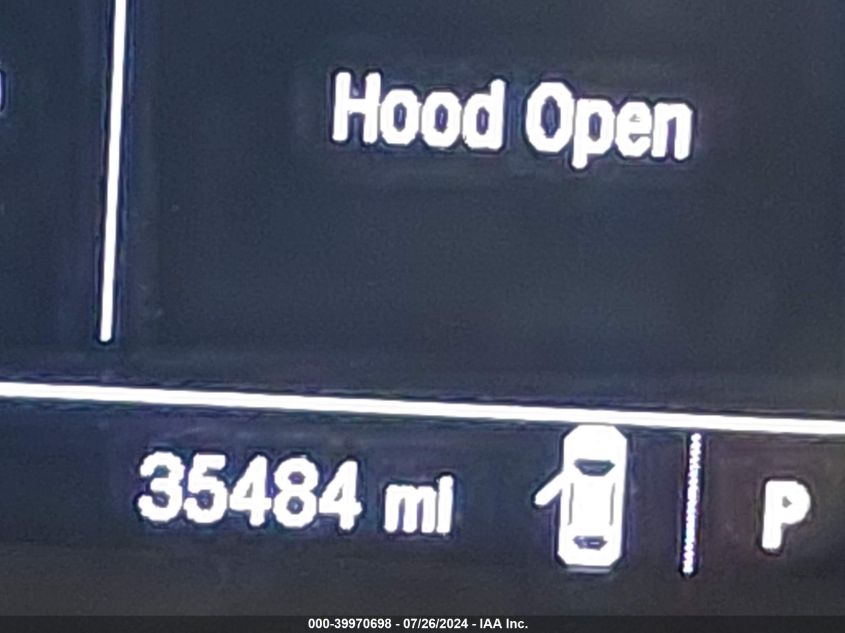 Hood Open
35484 mi P
000-39970698 - 07/26/2024 - IAA Inc.